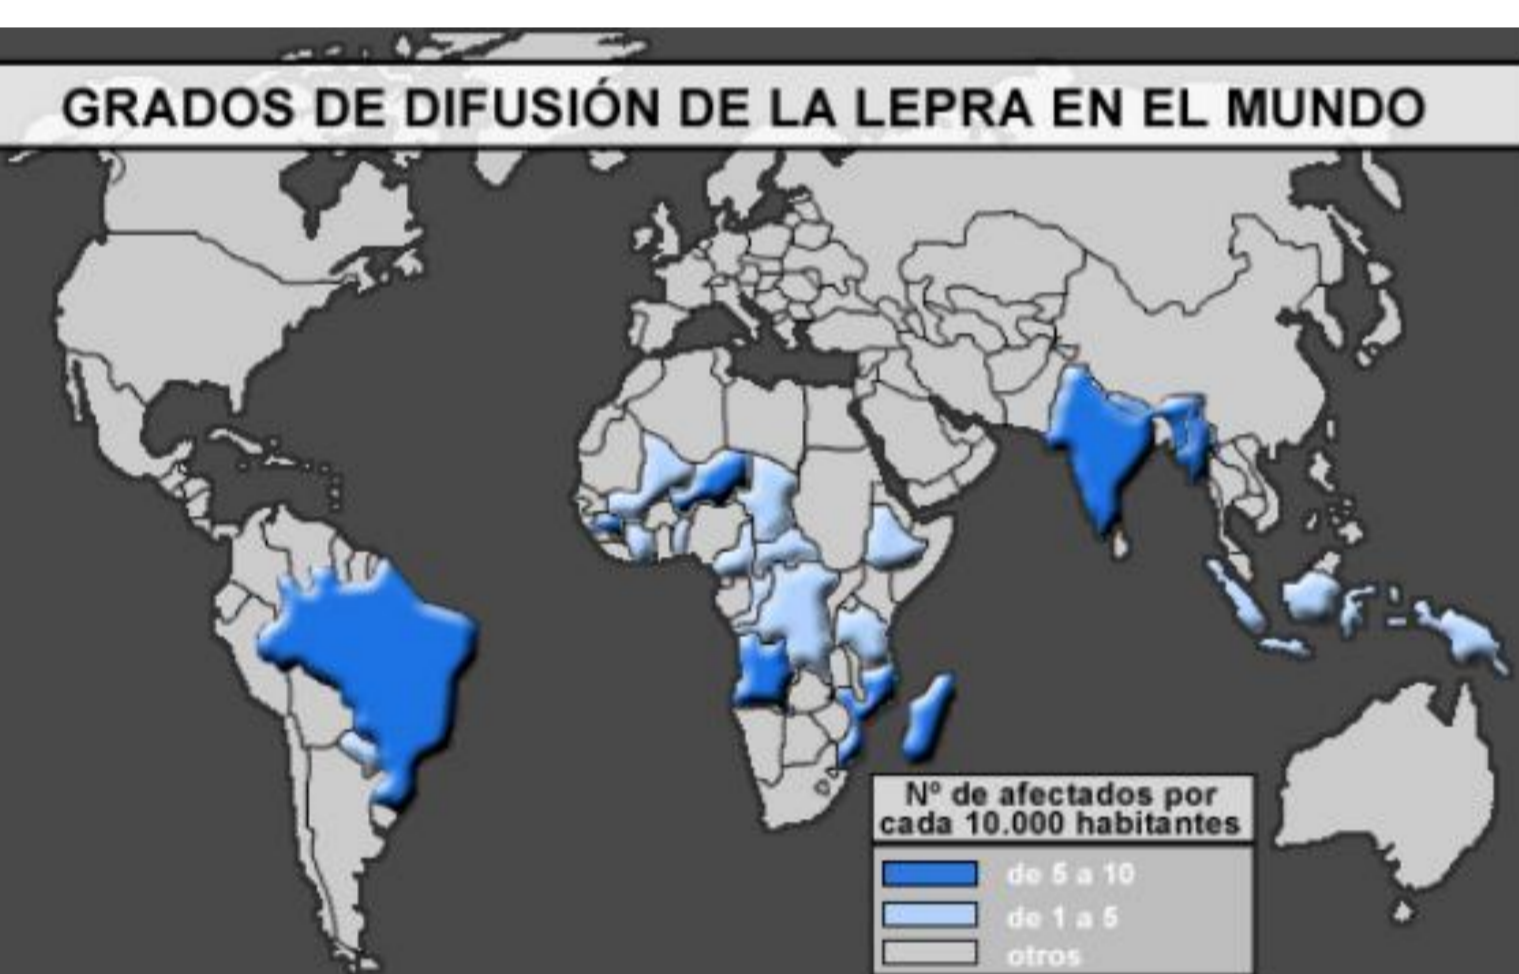 GRADOS DE DIFUSIÓN DE LA LEPRA EN EL MUNDO
Nº de afectados por
cada 10.000 habitantes
de 5 a 10
de 1 a 5
otros